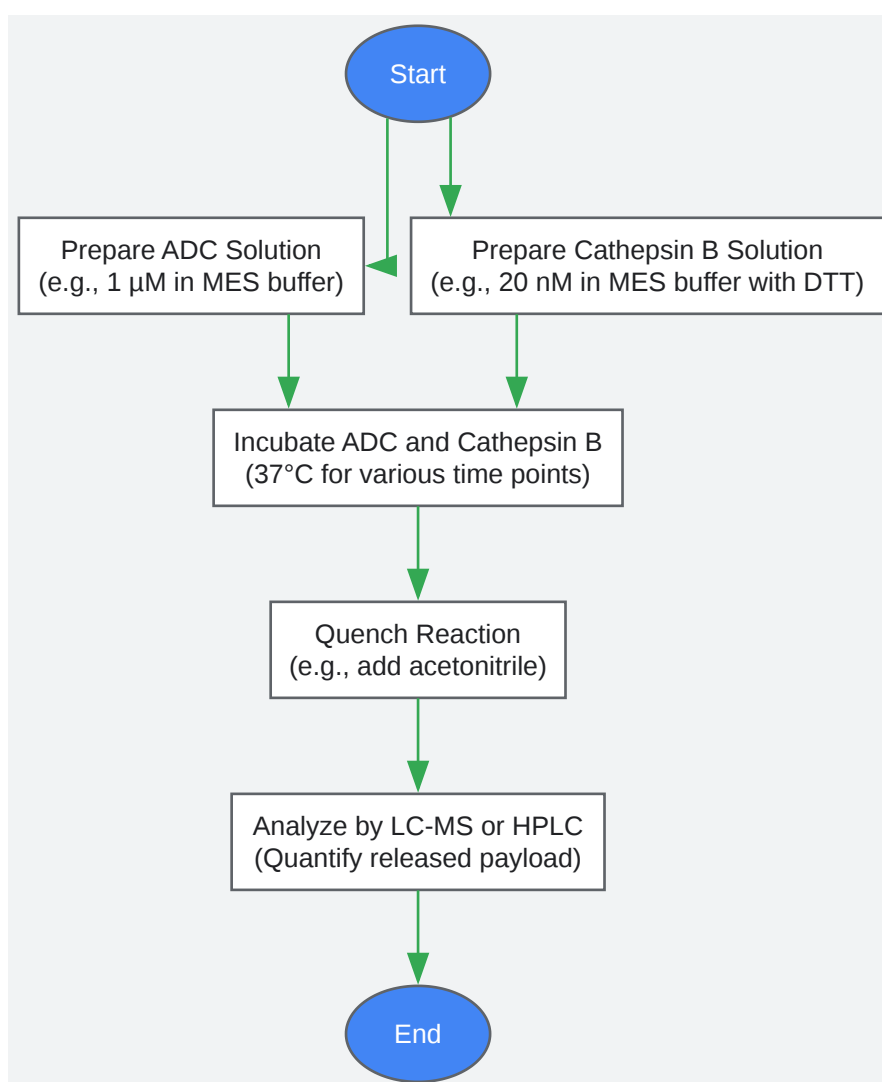 Start
Prepare ADC Solution
(e.g., 1 µM in MES buffer)
Prepare Cathepsin B Solution
(e.g., 20 nM in MES buffer with DTT)
Incubate ADC and Cathepsin B
(37°C for various time points)
Quench Reaction
(e.g., add acetonitrile)
Analyze by LC-MS or HPLC
(Quantify released payload)
End